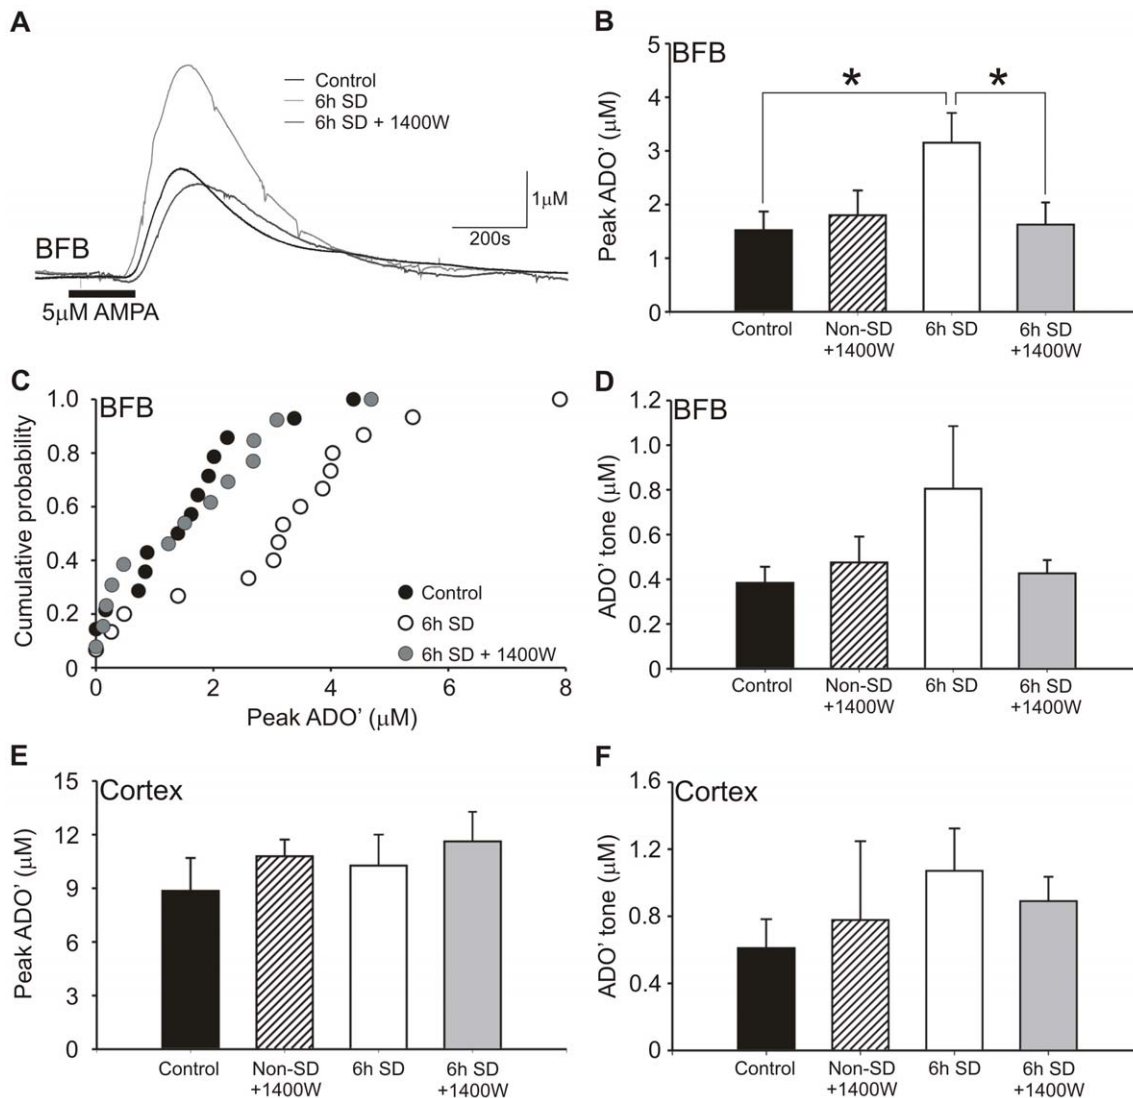 A
Control
6h SD
6h SD + 1400W
1μM
200s
BFB
5μM AMPA
B
BFB
Peak ADO' (μM)
5
4
3
2
1
0
*
*
Control
Non-SD
+1400W
6h SD
6h SD
+1400W
C
BFB
Cumulative probability
1.0
0.8
0.6
0.4
0.2
0
Control
6h SD
6h SD + 1400W
0
2
4
6
8
Peak ADO' (μM)
D
BFB
ADO' tone (μM)
1.2
1.0
0.8
0.6
0.4
0.2
0
Control
Non-SD
+1400W
6h SD
6h SD
+1400W
E
Cortex
Peak ADO' (μM)
15
12
9
6
3
0
Control
Non-SD
+1400W
6h SD
6h SD
+1400W
F
Cortex
ADO' tone (μM)
1.6
1.2
0.8
0.4
0
Control
Non-SD
+1400W
6h SD
6h SD
+1400W